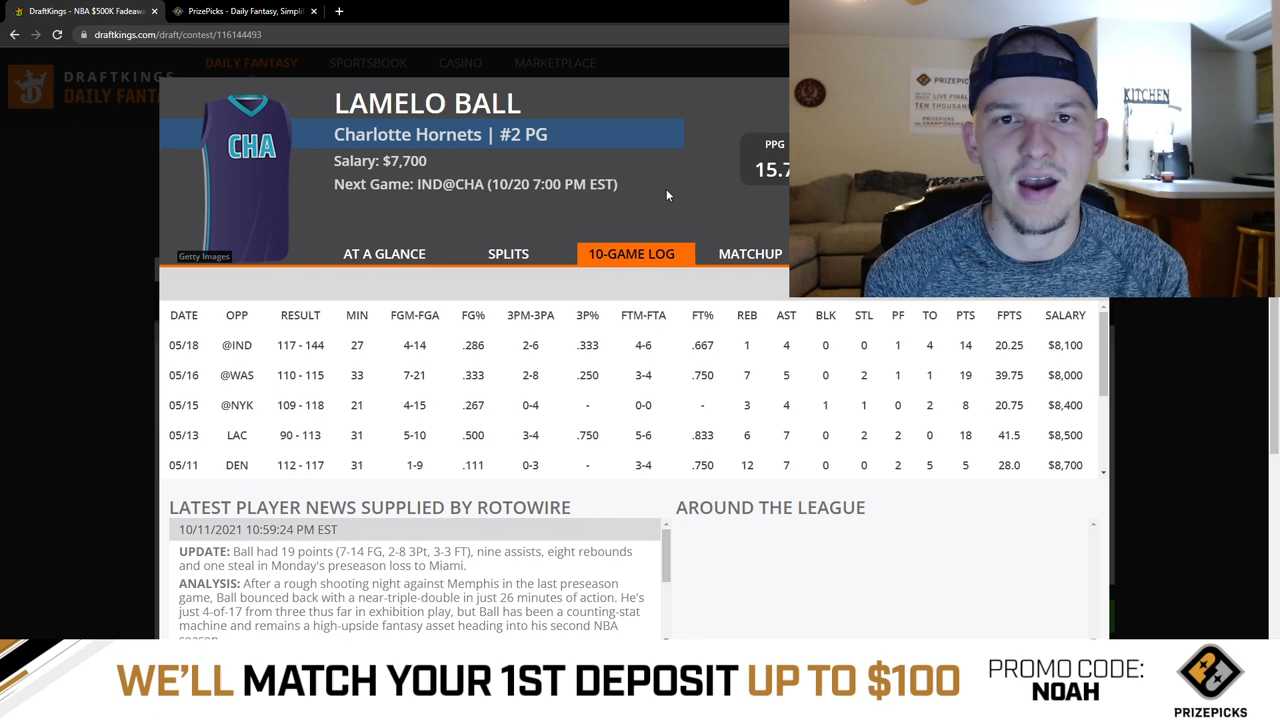 DraftKings - NBA $500K Fadeaw
PrizePicks - Daily Fantasy, Simplif
draftkings.com/draft/contest/116144493
DRAFTKINGS
DAILY FANTA
DAILY FANTASY SPORTSBOOK CASINO MARKETPLACE
LAMELO BALL
Charlotte Hornets | #2 PG
Salary: $7,700
Next Game: IND@CHA (10/20 7:00 PM EST)
PPG
15.7
CHA
Getty Images
AT A GLANCE SPLITS 10-GAME LOG MATCHUP
DATE OPP RESULT MIN FGM-FGA FG% 3PM-3PA 3P% FTM-FTA FT% REB AST BLK STL PF TO PTS FPTS SALARY
05/18 @IND 117 - 144 27 4-14 .286 2-6 .333 4-6 .667 1 4 0 0 1 4 14 20.25 $8,100
05/16 @WAS 110 - 115 33 7-21 .333 2-8 .250 3-4 .750 7 5 0 2 1 1 19 39.75 $8,000
05/15 @NYK 109 - 118 21 4-15 .267 0-4 - 0-0 - 3 4 1 1 0 2 8 20.75 $8,400
05/13 LAC 90 - 113 31 5-10 .500 3-4 .750 5-6 .833 6 7 0 2 2 0 18 41.5 $8,500
05/11 DEN 112 - 117 31 1-9 .111 0-3 - 3-4 .750 12 7 0 0 2 5 5 28.0 $8,700
LATEST PLAYER NEWS SUPPLIED BY ROTOWIRE
10/11/2021 10:59:24 PM EST
UPDATE: Ball had 19 points (7-14 FG, 2-8 3Pt, 3-3 FT), nine assists, eight rebounds
and one steal in Monday's preseason loss to Miami.
ANALYSIS: After a rough shooting night against Memphis in the last preseason
game, Ball bounced back with a near-triple-double in just 26 minutes of action. He's
just 4-of-17 from three thus far in exhibition play, but Ball has been a counting-stat
machine and remains a high-upside fantasy asset heading into his second NBA
season.
AROUND THE LEAGUE
PRIZEPICKS
LIVE FINAL
TEN THOUSAN
PRIZEPICKS
CHAMPIONSHIP
KITCHEN
WE'LL MATCH YOUR 1ST DEPOSIT UP TO $100
PROMO CODE:
NOAH
PRIZEPICKS